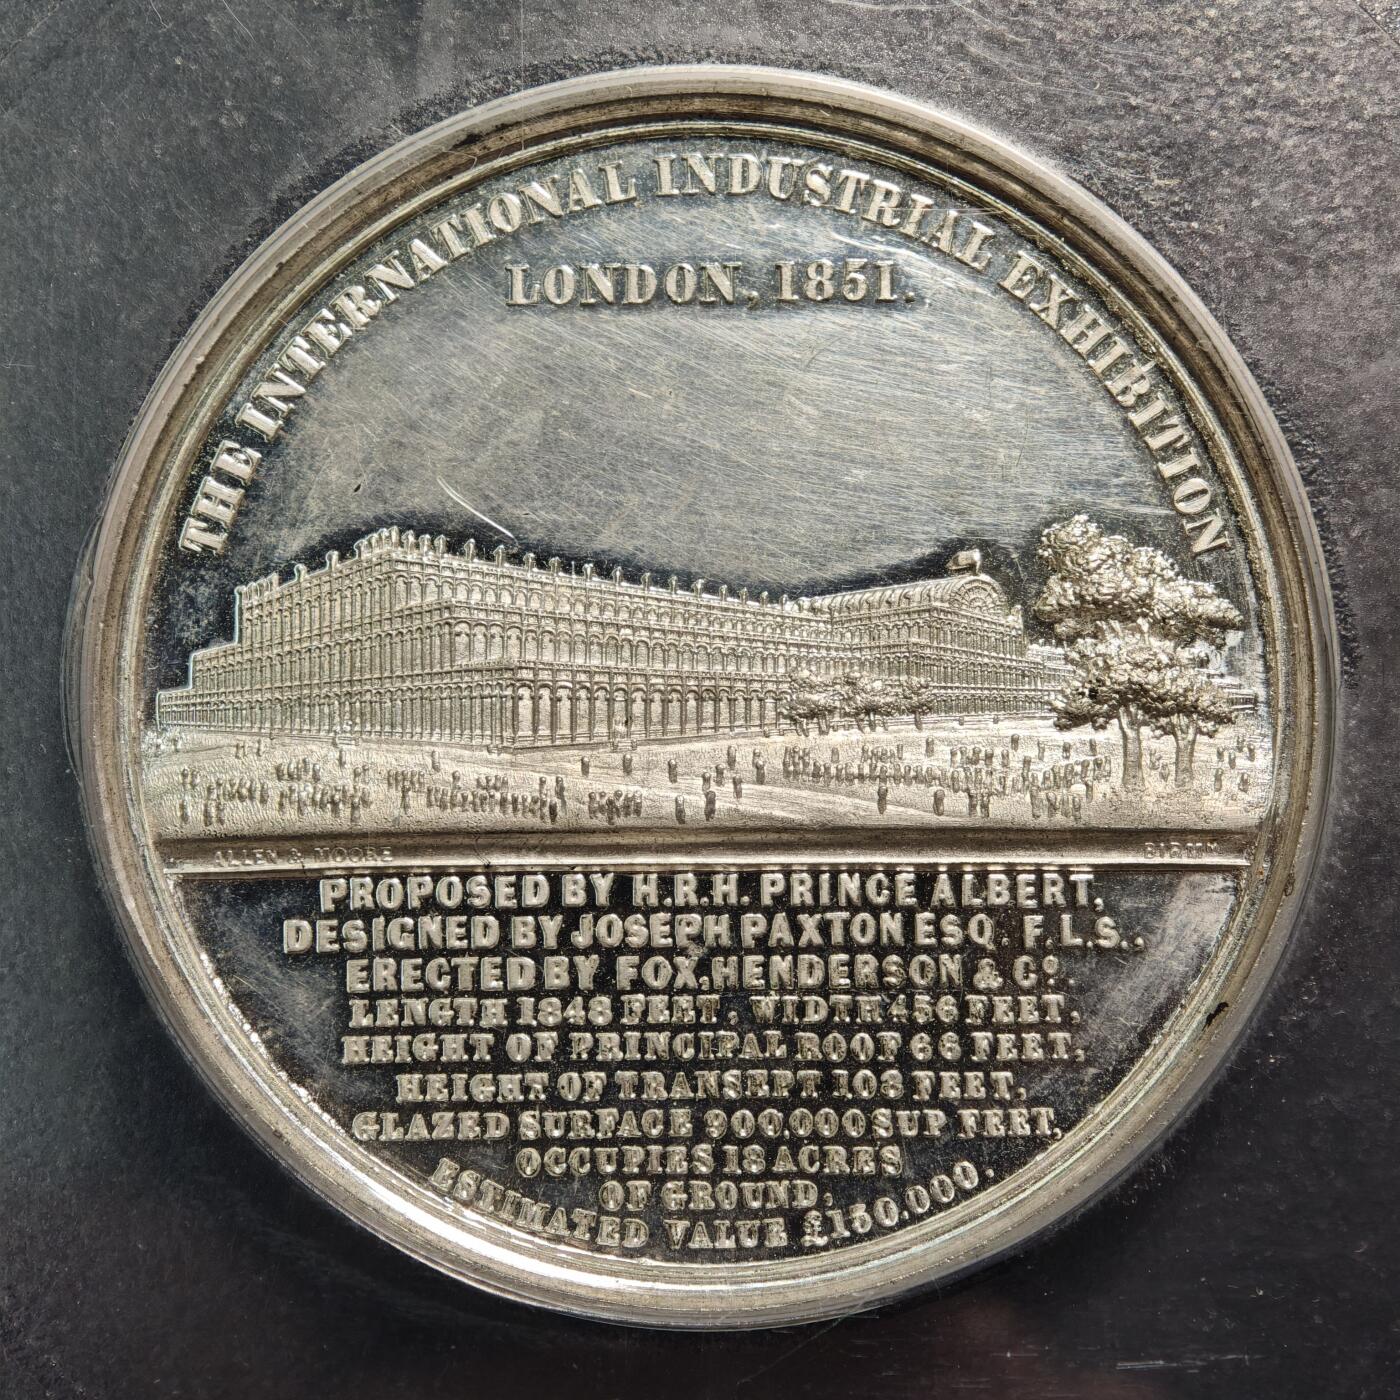 THE INTERNATIONAL INDUSTRIAL EXHIBITION
LONDON, 1851.
ALLEN & MOORE BIRMM
PROPOSED BY H.R.H. PRINCE ALBERT,
DESIGNED BY JOSEPH PAXTON ESQ. F.L.S..
ERECTED BY FOX, HENDERSON & Co.
LENGTH 1848 FEET. WIDTH 456 FEET.
HEIGHT OF PRINCIPAL ROOF 66 FEET,
HEIGHT OF TRANSEPT 108 FEET,
GLAZED SURFACE 900.000 SUP FEET,
OCCUPIES 18 ACRES
OF GROUND,
ESTIMATED VALUE £150.000.